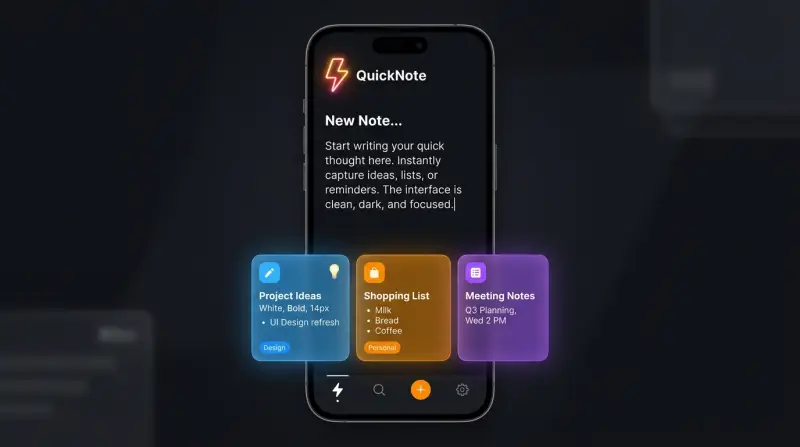 QuickNote
New Note...
Start writing your quick
thought here. Instantly
capture ideas, lists, or
reminders. The interface is
clean, dark, and focused.
Project Ideas
White, Bold, 14px
• UI Design refresh
Design
Shopping List
• Milk
• Bread
• Coffee
Personal
Meeting Notes
Q3 Planning,
Wed 2 PM